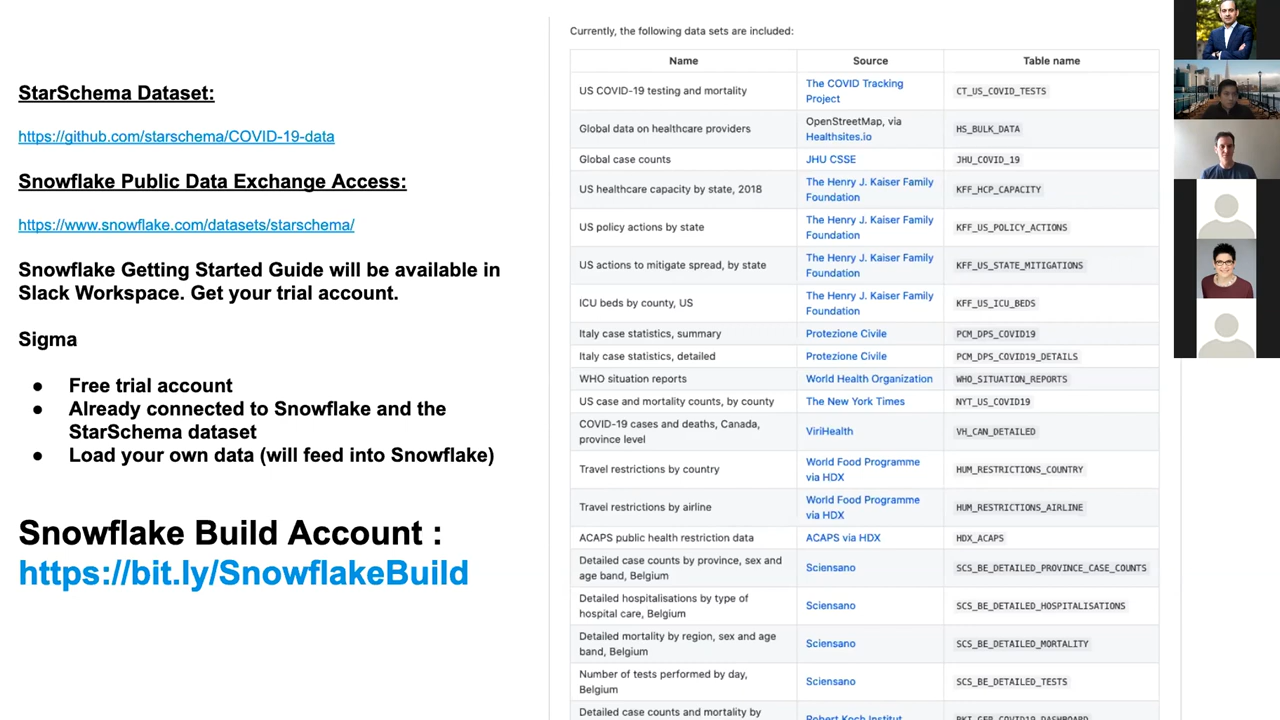 StarSchema Dataset:
https://github.com/starschema/COVID-19-data
Snowflake Public Data Exchange Access:
https://www.snowflake.com/datasets/starschema/
Snowflake Getting Started Guide will be available in
Slack Workspace. Get your trial account.
Sigma
● Free trial account
● Already connected to Snowflake and the
StarSchema dataset
● Load your own data (will feed into Snowflake)
Snowflake Build Account :
https://bit.ly/SnowflakeBuild
Currently, the following data sets are included:
Name Source Table name
US COVID-19 testing and mortality The COVID Tracking CT_US_COVID_TESTS
Project
Global data on healthcare providers OpenStreetMap, via HS_BULK_DATA
Healthsites.io
Global case counts JHU CSSE JHU_COVID_19
US healthcare capacity by state, 2018 The Henry J. Kaiser Family KFF_HCP_CAPACITY
Foundation
US policy actions by state The Henry J. Kaiser Family KFF_US_POLICY_ACTIONS
Foundation
US actions to mitigate spread, by state The Henry J. Kaiser Family KFF_US_STATE_MITIGATIONS
Foundation
ICU beds by county, US The Henry J. Kaiser Family KFF_US_ICU_BEDS
Foundation
Italy case statistics, summary Protezione Civile PCM_DPS_COVID19
Italy case statistics, detailed Protezione Civile PCM_DPS_COVID19_DETAILS
WHO situation reports World Health Organization WHO_SITUATION_REPORTS
US case and mortality counts, by county The New York Times NYT_US_COVID19
COVID-19 cases and deaths, Canada, ViriHealth VH_CAN_DETAILED
province level
Travel restrictions by country World Food Programme HUM_RESTRICTIONS_COUNTRY
via HDX
Travel restrictions by airline World Food Programme HUM_RESTRICTIONS_AIRLINE
via HDX
ACAPS public health restriction data ACAPS via HDX HDX_ACAPS
Detailed case counts by province, sex and Sciensano SCS_BE_DETAILED_PROVINCE_CASE_COUNTS
age band, Belgium
Detailed hospitalisations by type of Sciensano SCS_BE_DETAILED_HOSPITALISATIONS
hospital care, Belgium
Detailed mortality by region, sex and age Sciensano SCS_BE_DETAILED_MORTALITY
band, Belgium
Number of tests performed by day, Sciensano SCS_BE_DETAILED_TESTS
Belgium
Detailed case counts and mortality by Robert Koch Institut RKI_GER_COVID19_DASHBOARD